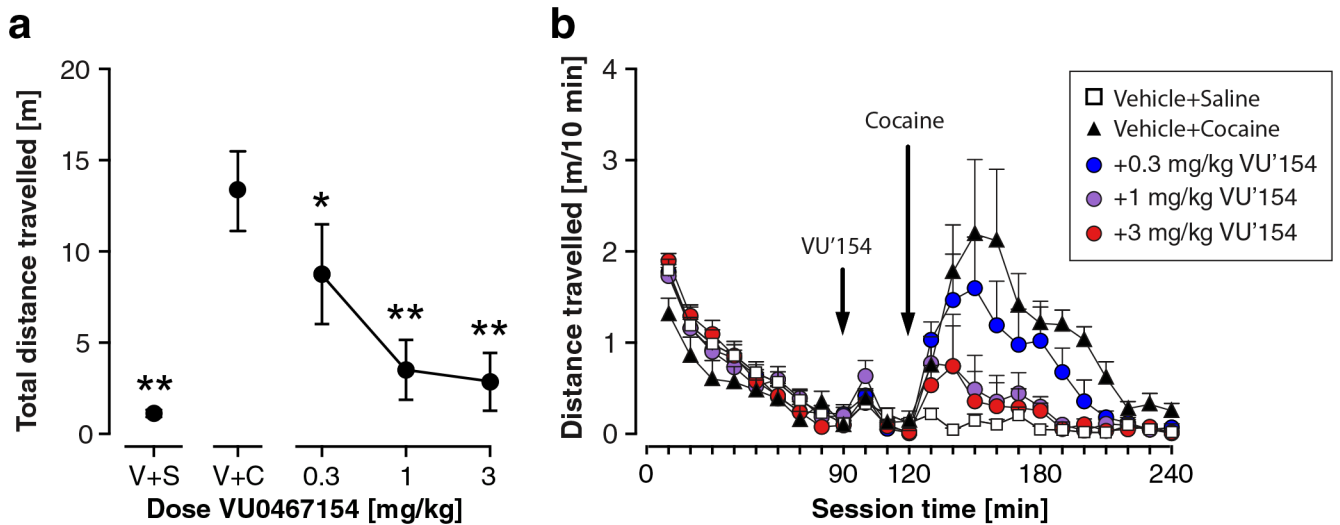 a
Total distance travelled [m]
20
15
10
5
0
**
*
**
**
V+S
V+C
0.3
1
3
Dose VU0467154 [mg/kg]
b
Distance travelled [m/10 min]
4
3
2
1
0
VU’154
Cocaine
Vehicle+Saline
Vehicle+Cocaine
+0.3 mg/kg VU’154
+1 mg/kg VU’154
+3 mg/kg VU’154
0
90
120
180
240
Session time [min]